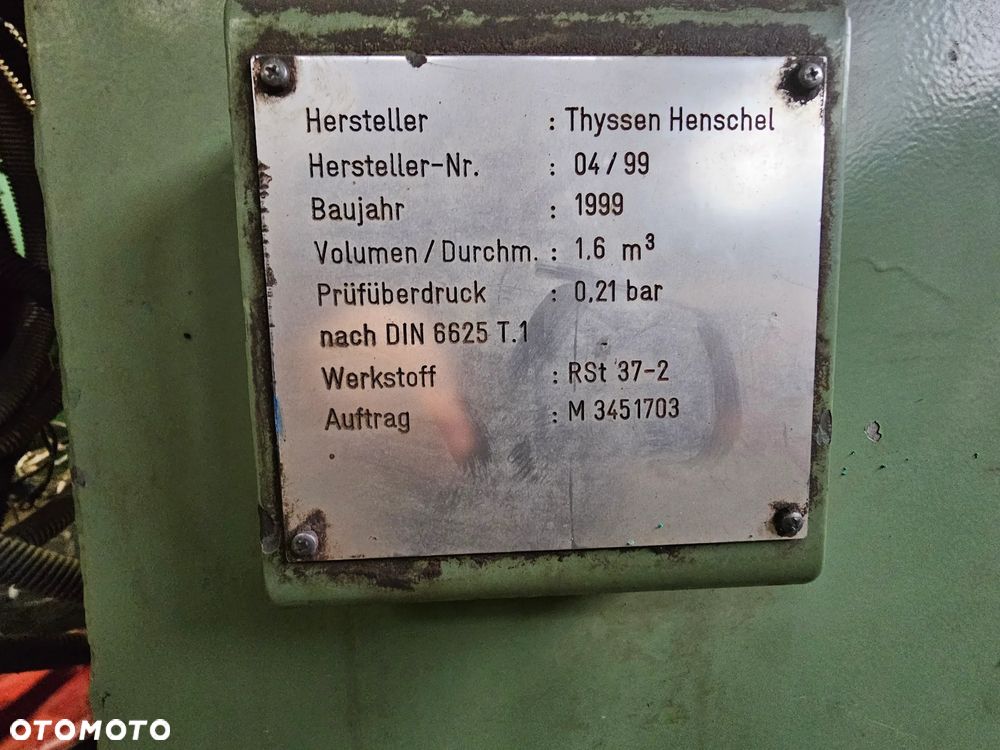 Hersteller : Thyssen Henschel
Hersteller-Nr. : 04 / 99
Baujahr : 1999
Volumen / Durchm. : 1,6 m³
Prüfüberdruck : 0,21 bar
nach DIN 6625 T.1
Werkstoff : RSt 37-2
Auftrag : M 3451703
OTOMOTO